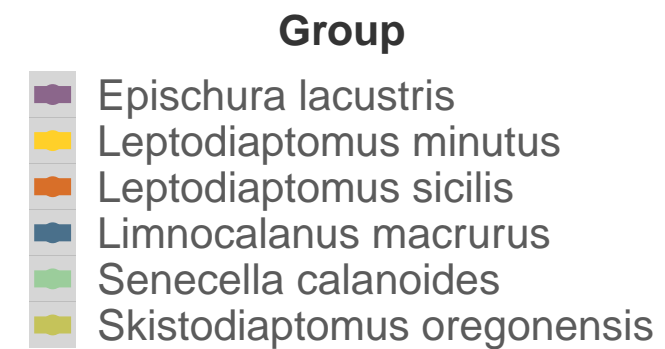 Group
Epischura lacustris
Leptodiaptomus minutus
Leptodiaptomus sicilis
Limnocalanus macrurus
Senecella calanoides
Skistodiaptomus oregonensis